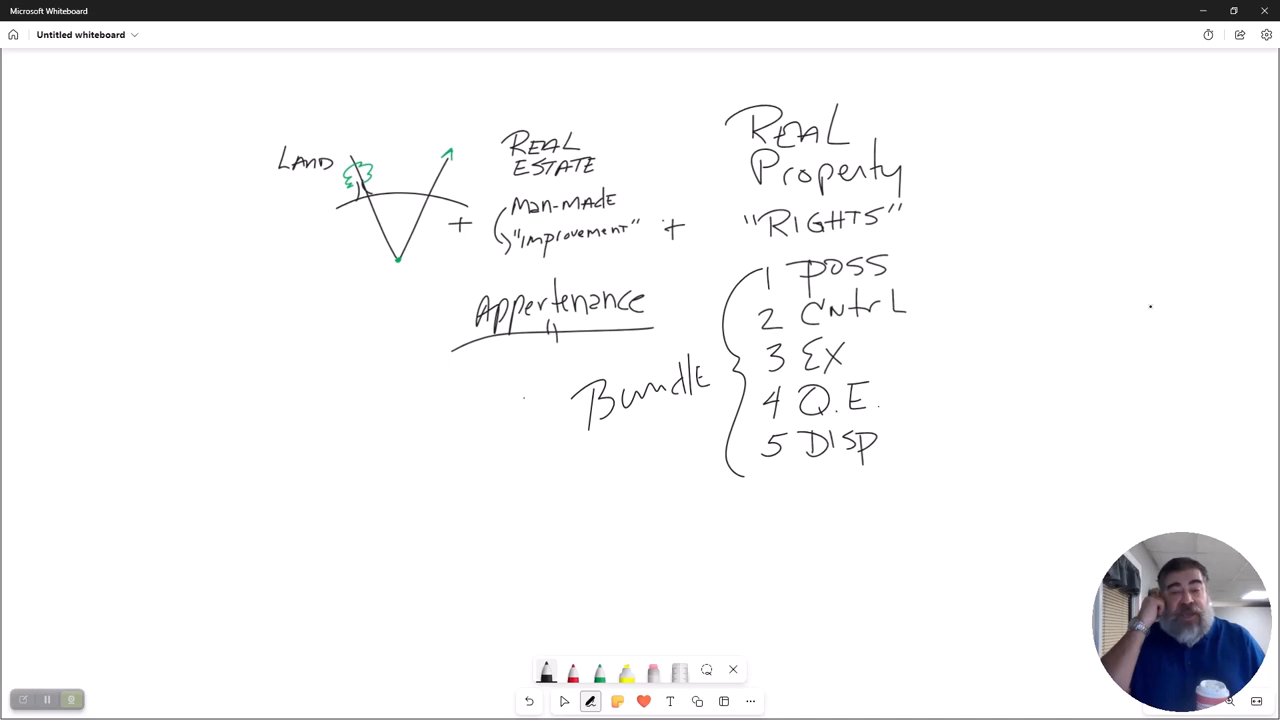 Microsoft Whiteboard
Untitled whiteboard
LAND
+
REAL
ESTATE
MAN-MADE
"improvement"
+
Appertenance
REAL
Property
"RIGHTS"
Bundle
1 poss
2 CntrL
3 EX
4 Q.E.
5 DISP
T